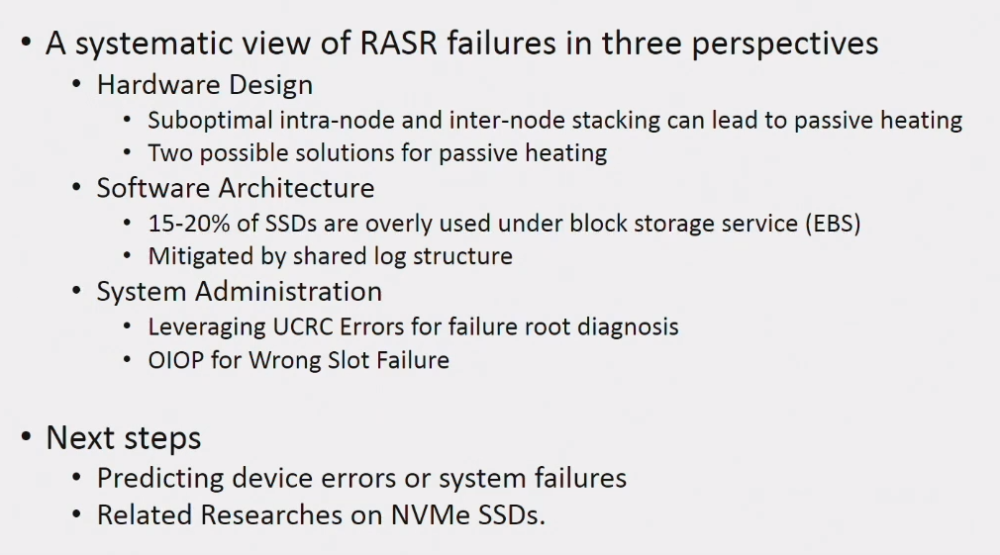 • A systematic view of RASR failures in three perspectives
• Hardware Design
• Suboptimal intra-node and inter-node stacking can lead to passive heating
• Two possible solutions for passive heating
• Software Architecture
• 15-20% of SSDs are overly used under block storage service (EBS)
• Mitigated by shared log structure
• System Administration
• Leveraging UCRC Errors for failure root diagnosis
• OIOP for Wrong Slot Failure
• Next steps
• Predicting device errors or system failures
• Related Researches on NVMe SSDs.